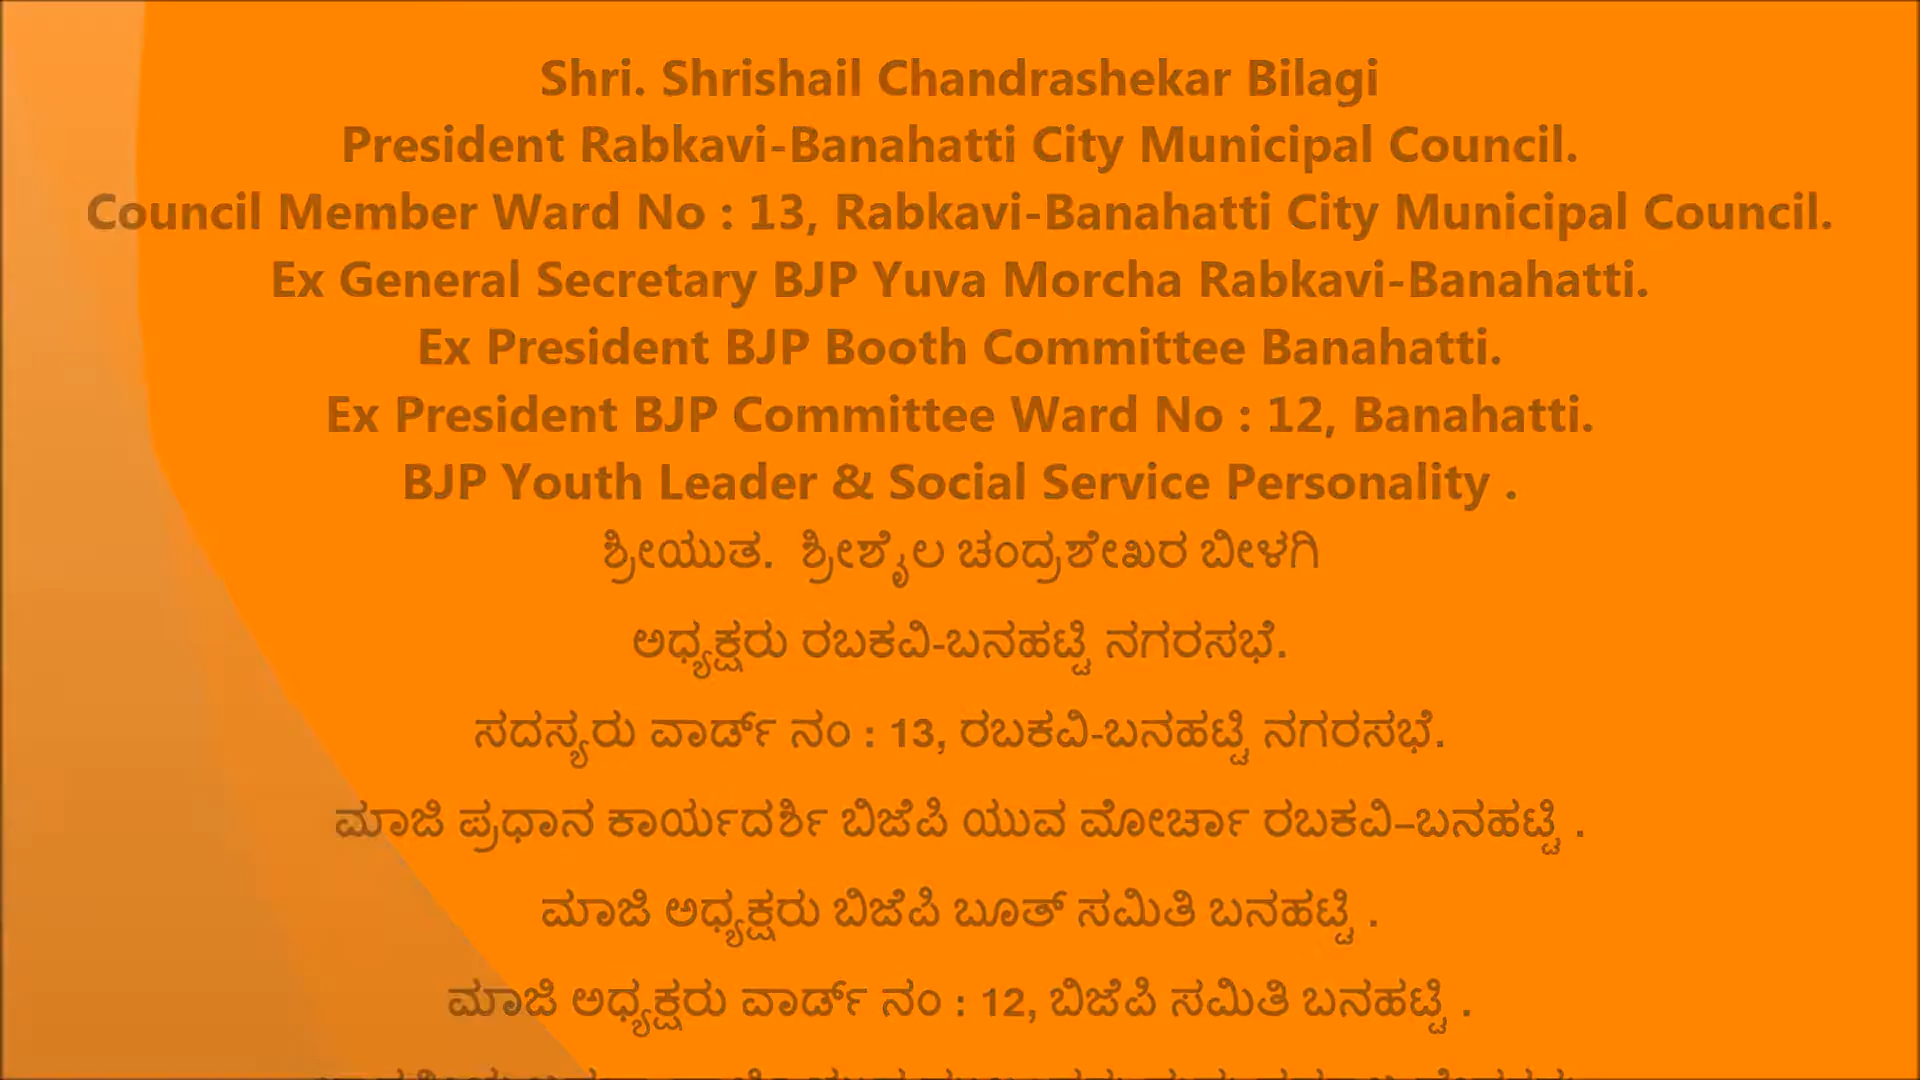 Shri. Shrishail Chandrashekar Bilagi
President Rabkavi-Banahatti City Municipal Council.
Council Member Ward No : 13, Rabkavi-Banahatti City Municipal Council.
Ex General Secretary BJP Yuva Morcha Rabkavi-Banahatti.
Ex President BJP Booth Committee Banahatti.
Ex President BJP Committee Ward No : 12, Banahatti.
BJP Youth Leader & Social Service Personality .
ಶ್ರೀಯುತ. ಶ್ರೀಶೈಲ ಚಂದ್ರಶೇಖರ ಬೀಳಗಿ
ಅಧ್ಯಕ್ಷರು ರಬಕವಿ-ಬನಹಟ್ಟಿ ನಗರಸಭೆ.
ಸದಸ್ಯರು ವಾರ್ಡ್ ನಂ : 13, ರಬಕವಿ-ಬನಹಟ್ಟಿ ನಗರಸಭೆ.
ಮಾಜಿ ಪ್ರಧಾನ ಕಾರ್ಯದರ್ಶಿ ಬಿಜೆಪಿ ಯುವ ಮೋರ್ಚಾ ರಬಕವಿ–ಬನಹಟ್ಟಿ .
ಮಾಜಿ ಅಧ್ಯಕ್ಷರು ಬಿಜೆಪಿ ಬೂತ್ ಸಮಿತಿ ಬನಹಟ್ಟಿ .
ಮಾಜಿ ಅಧ್ಯಕ್ಷರು ವಾರ್ಡ್ ನಂ : 12, ಬಿಜೆಪಿ ಸಮಿತಿ ಬನಹಟ್ಟಿ .